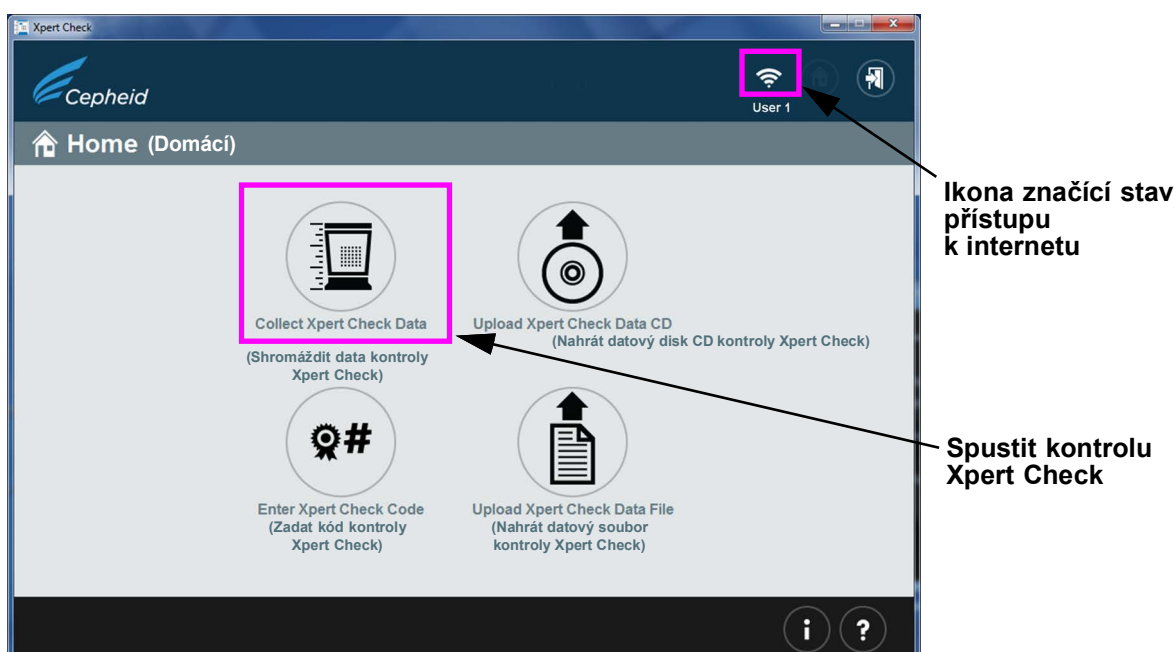 Xpert Check
Cepheid
User 1
Home (Domácí)
Ikona značící stav
přístupu
k internetu
Collect Xpert Check Data
(Shromáždit data kontroly
Xpert Check)
Upload Xpert Check Data CD
(Nahrát datový disk CD kontroly Xpert Check)
Spustit kontrolu
Xpert Check
#
Enter Xpert Check Code
(Zadat kód kontroly
Xpert Check)
Upload Xpert Check Data File
(Nahrát datový soubor
kontroly Xpert Check)
i
?